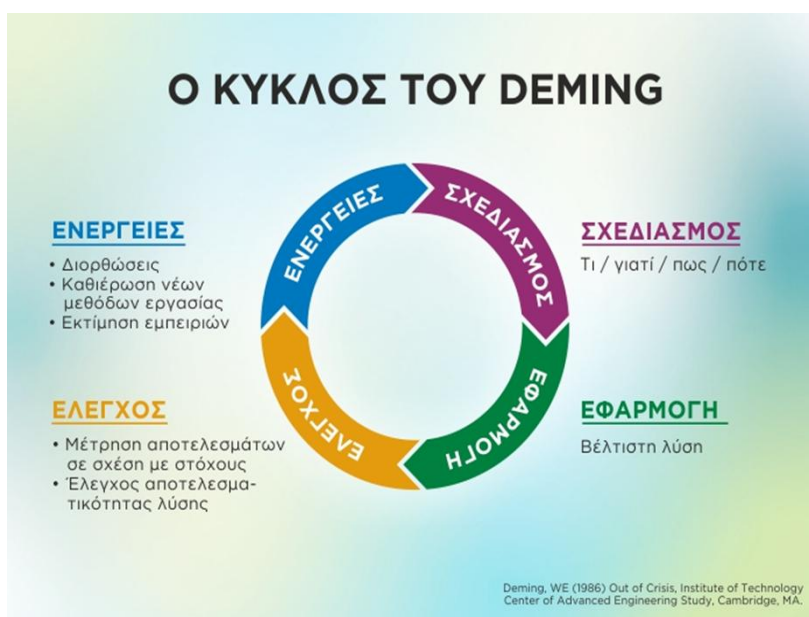 Ο ΚΥΚΛΟΣ ΤΟΥ DEMING
ΕΝΕΡΓΕΙΕΣ
• Διορθώσεις
• Καθιέρωση νέων
μεθόδων εργασίας
• Εκτίμηση εμπειριών
ΕΛΕΓΧΟΣ
• Μέτρηση αποτελεσμάτων
σε σχέση με στόχους
• Έλεγχος αποτελεσμα-
τικότητας λύσης
ΕΝΕΡΓΕΙΕΣ
ΣΧΕΔΙΑΣΜΟΣ
ΕΦΑΡΜΟΓΗ
ΕΛΕΓΧΟΣ
ΣΧΕΔΙΑΣΜΟΣ
Τι / γιατί / πως / πότε
ΕΦΑΡΜΟΓΗ
Βέλτιστη λύση
Deming, WE (1986) Out of Crisis, Institute of Technology
Center of Advanced Engineering Study, Cambridge, MA.